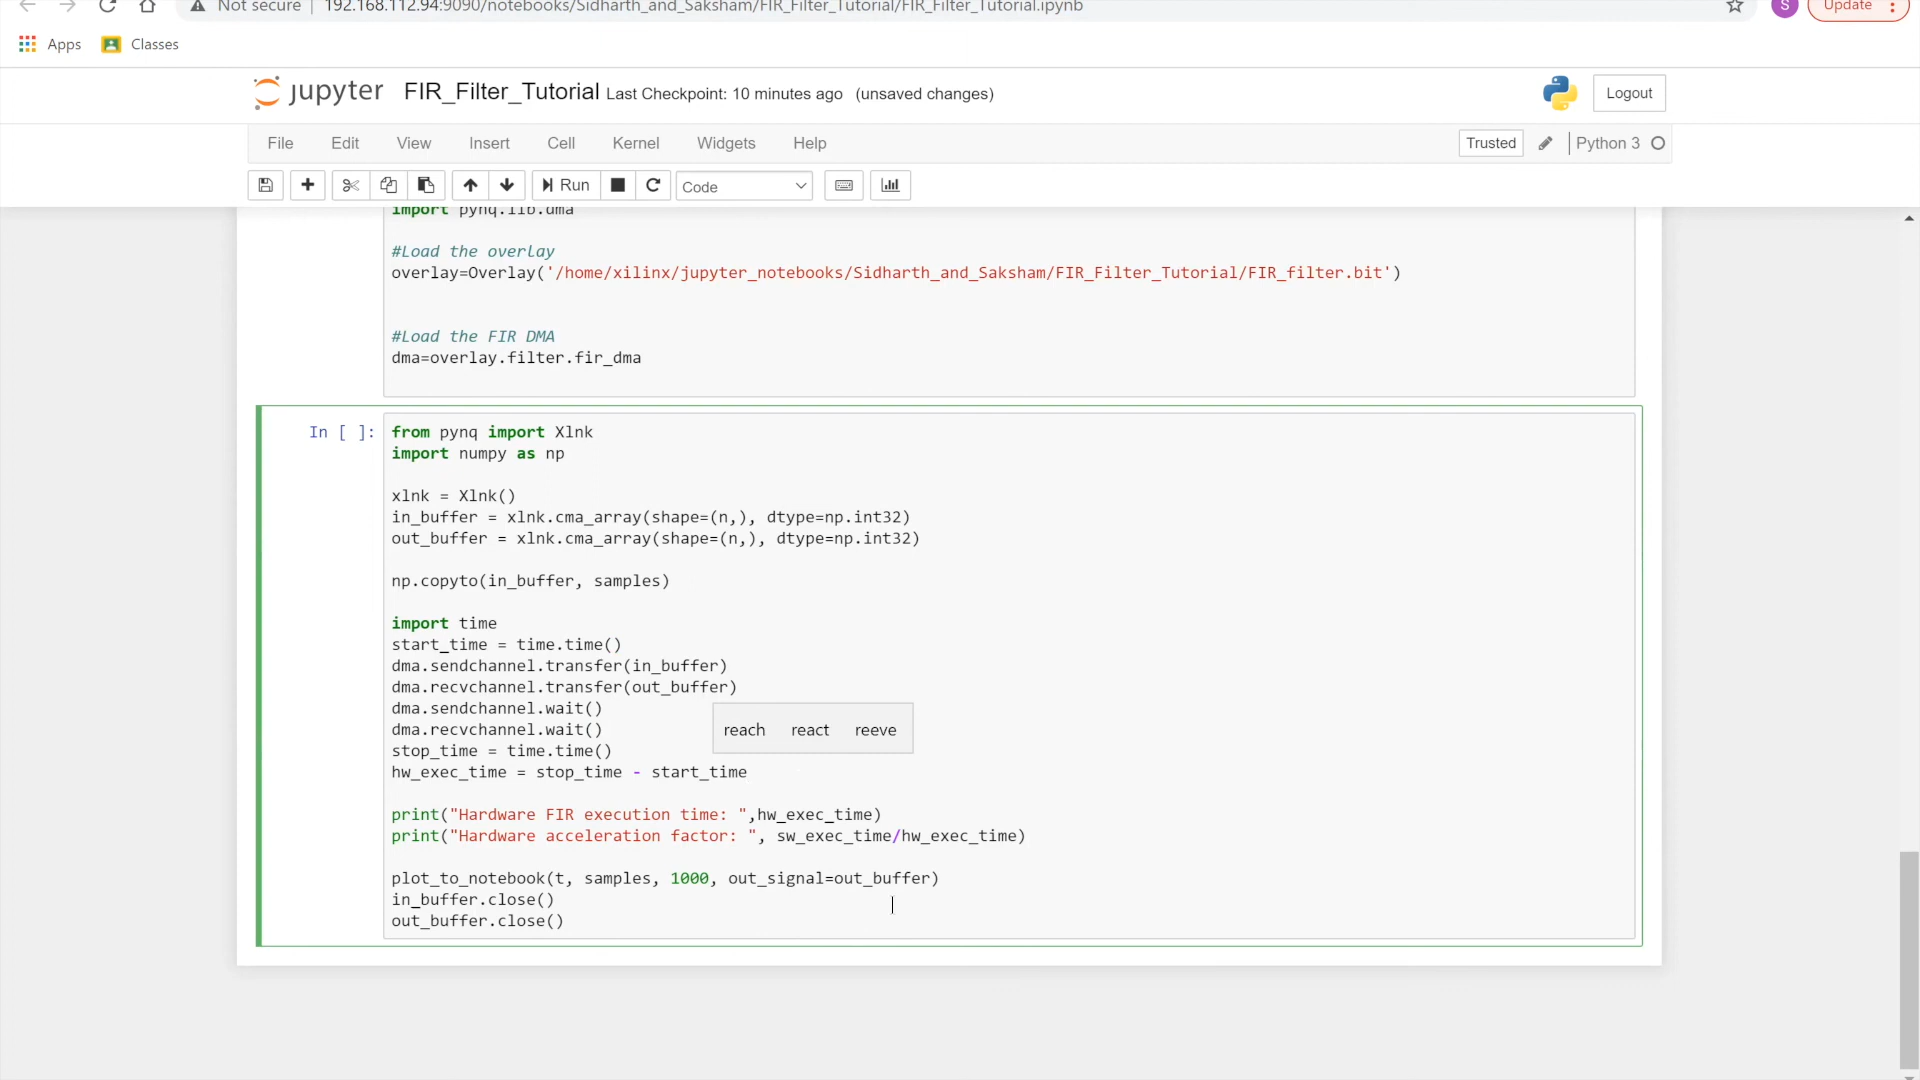 Not secure | 192.168.112.94:9090/notebooks/Sidharth_and_Saksham/FIR_Filter_Tutorial/FIR_Filter_Tutorial.ipynb S Update
Apps Classes
jupyter FIR_Filter_Tutorial Last Checkpoint: 10 minutes ago (unsaved changes) Logout
File Edit View Insert Cell Kernel Widgets Help Trusted Python 3
Run Code
import pynq.lib.dma
#Load the overlay
overlay=Overlay('/home/xilinx/jupyter_notebooks/Sidharth_and_Saksham/FIR_Filter_Tutorial/FIR_filter.bit')
#Load the FIR DMA
dma=overlay.filter.fir_dma
In [ ]: from pynq import Xlnk
import numpy as np
xlnk = Xlnk()
in_buffer = xlnk.cma_array(shape=(n,), dtype=np.int32)
out_buffer = xlnk.cma_array(shape=(n,), dtype=np.int32)
np.copyto(in_buffer, samples)
import time
start_time = time.time()
dma.sendchannel.transfer(in_buffer)
dma.recvchannel.transfer(out_buffer)
dma.sendchannel.wait()
dma.recvchannel.wait()
reach react reeve
stop_time = time.time()
hw_exec_time = stop_time - start_time
print("Hardware FIR execution time: ",hw_exec_time)
print("Hardware acceleration factor: ", sw_exec_time/hw_exec_time)
plot_to_notebook(t, samples, 1000, out_signal=out_buffer)
in_buffer.close()
out_buffer.close()